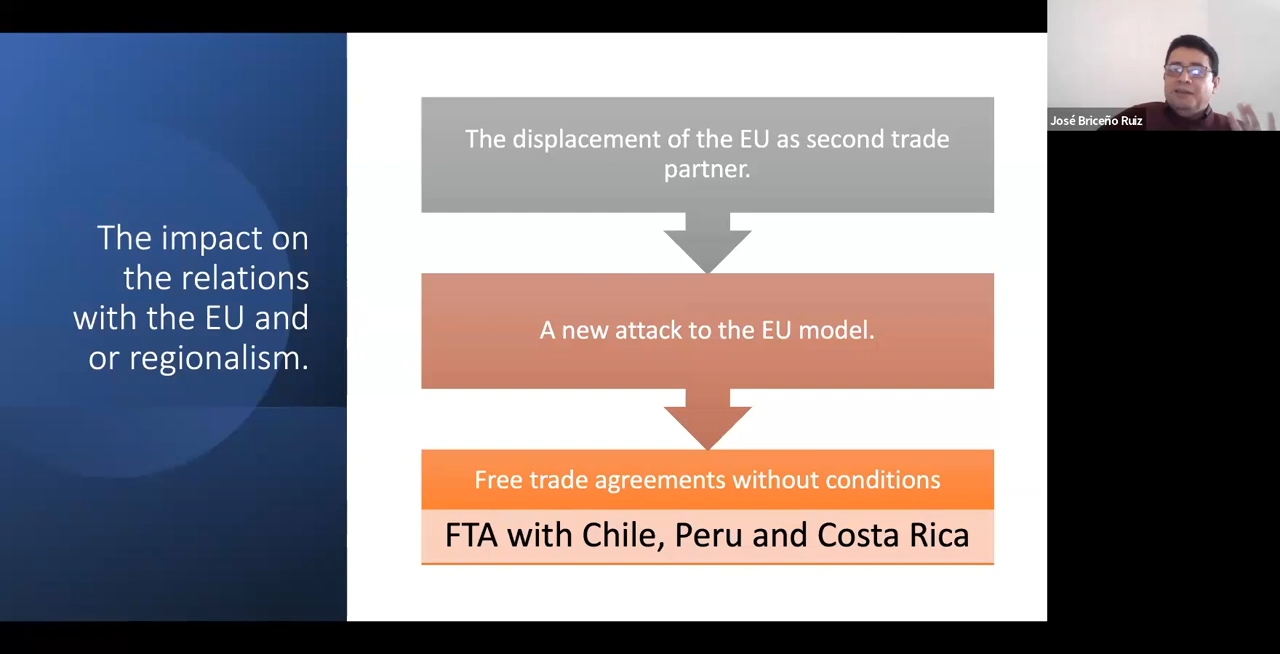 The impact on
the relations
with the EU and
or regionalism.
The displacement of the EU as second trade
partner.
A new attack to the EU model.
Free trade agreements without conditions
FTA with Chile, Peru and Costa Rica
José Briceño Ruiz